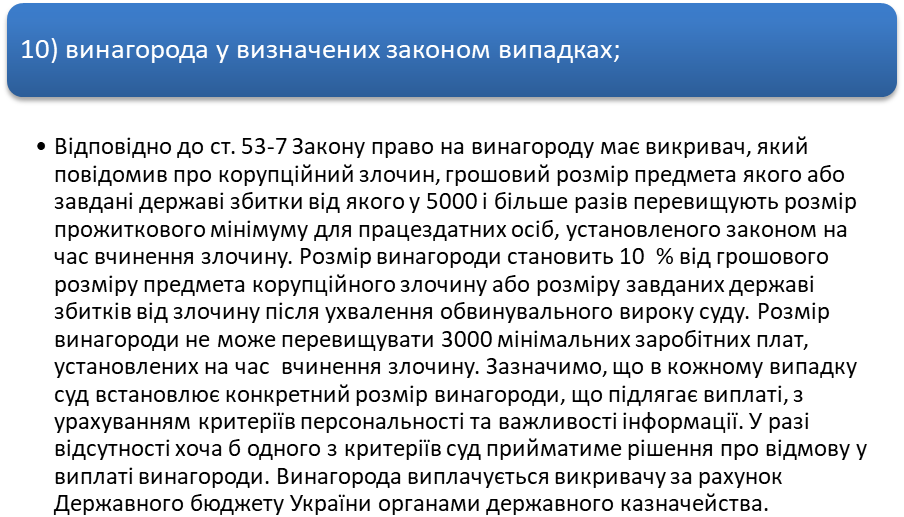 10) винагорода у визначених законом випадках;
• Відповідно до ст. 53-7 Закону право на винагороду має викривач, який
повідомив про корупційний злочин, грошовий розмір предмета якого або
завдані державі збитки від якого у 5000 і більше разів перевищують розмір
прожиткового мінімуму для працездатних осіб, установленого законом на
час вчинення злочину. Розмір винагороди становить 10  % від грошового
розміру предмета корупційного злочину або розміру завданих державі
збитків від злочину після ухвалення обвинувального вироку суду. Розмір
винагороди не може перевищувати 3000 мінімальних заробітних плат,
установлених на час  вчинення злочину. Зазначимо, що в кожному випадку
суд встановлює конкретний розмір винагороди, що підлягає виплаті, з
урахуванням критеріїв персональності та важливості інформації. У разі
відсутності хоча б одного з критеріїв суд прийматиме рішення про відмову у
виплаті винагороди. Винагорода виплачується викривачу за рахунок
Державного бюджету України органами державного казначейства.